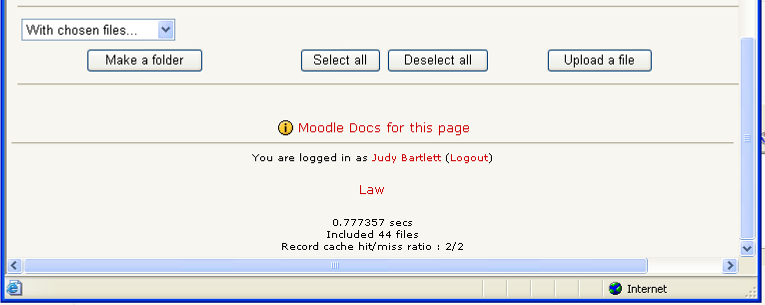 With chosen files...
Make a folder Select all Deselect all Upload a file
Moodle Docs for this page
You are logged in as Judy Bartlett (Logout)
Law
0.777357 secs
Included 44 files
Record cache hit/miss ratio : 2/2
Internet